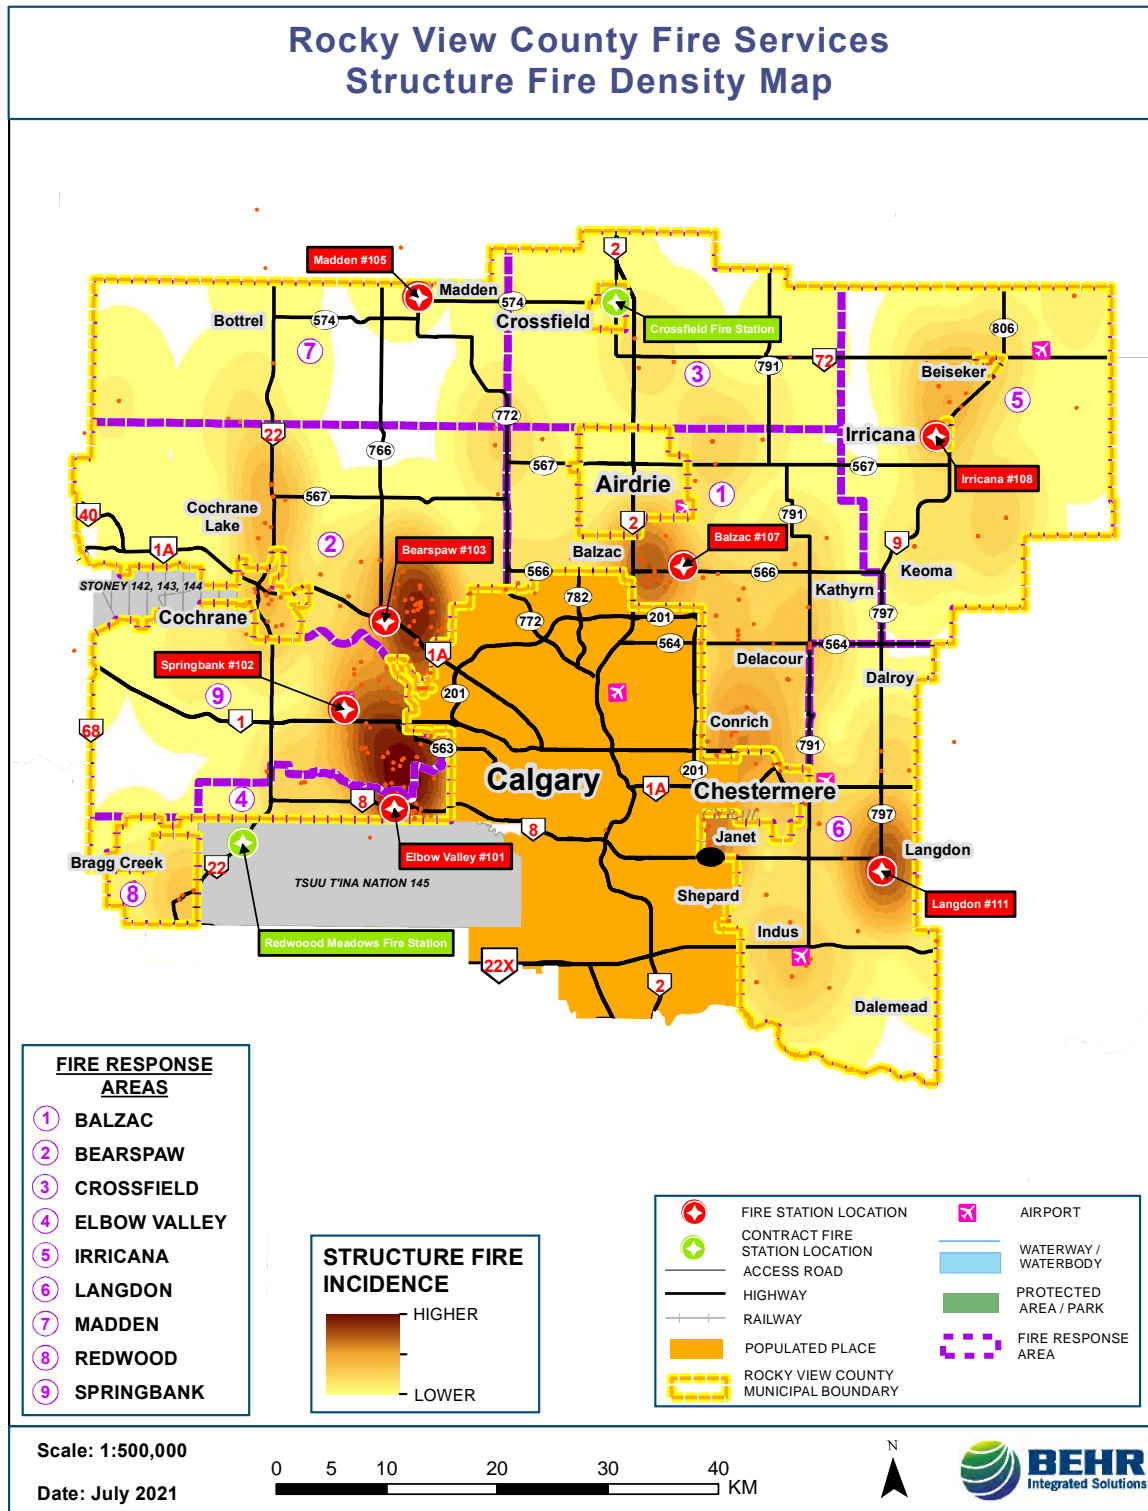 Rocky View County Fire Services
Structure Fire Density Map
2
Madden #105
Madden
574
574
Bottrel
Crossfield
Crossfield Fire Station
806
7
3
791
72
Beiseker
5
772
22
766
Irricana
567
567
Airdrie
Irricana #108
567
1
791
40
Cochrane
Lake
2
2
1A
Bearspaw #103
Balzac
Balzac #107
9
566
566
Keoma
STONEY 142, 143, 144
782
Kathyrn
797
Cochrane
772
201
564
564
1A
Delacour
Springbank #102
Dalroy
9
201
1
68
Conrich
563
791
201
Calgary
1A
Chestermere
4
8
797
8
Janet
6
Bragg Creek
22
Elbow Valley #101
Langdon
TSUU T'INA NATION 145
8
Shepard
Langdon #111
Indus
Redwoood Meadows Fire Station
22X
2
Dalemead
FIRE RESPONSE
AREAS
1 BALZAC
2 BEARSPAW
3 CROSSFIELD
4 ELBOW VALLEY
5 IRRICANA
6 LANGDON
7 MADDEN
8 REDWOOD
9 SPRINGBANK
STRUCTURE FIRE
INCIDENCE
HIGHER
LOWER
FIRE STATION LOCATION
CONTRACT FIRE
STATION LOCATION
ACCESS ROAD
HIGHWAY
RAILWAY
POPULATED PLACE
ROCKY VIEW COUNTY
MUNICIPAL BOUNDARY
AIRPORT
WATERWAY /
WATERBODY
PROTECTED
AREA / PARK
FIRE RESPONSE
AREA
Scale: 1:500,000
Date: July 2021
0 5 10 20 30 40
KM
N
BEHR
Integrated Solutions